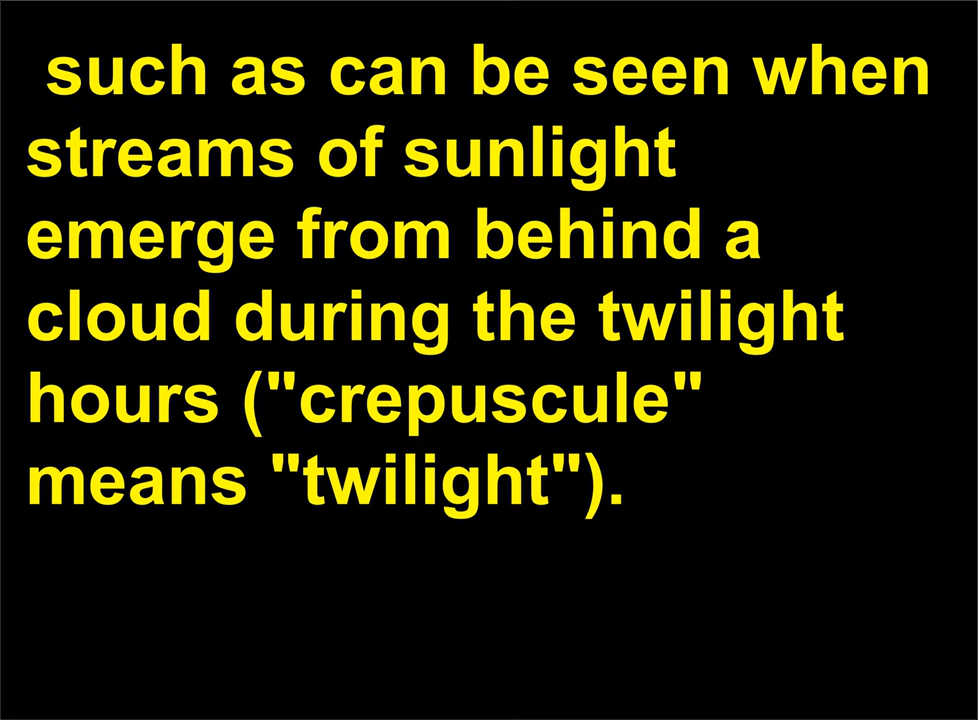 such as can be seen when
streams of sunlight
emerge from behind a
cloud during the twilight
hours ("crepuscule"
means "twilight").